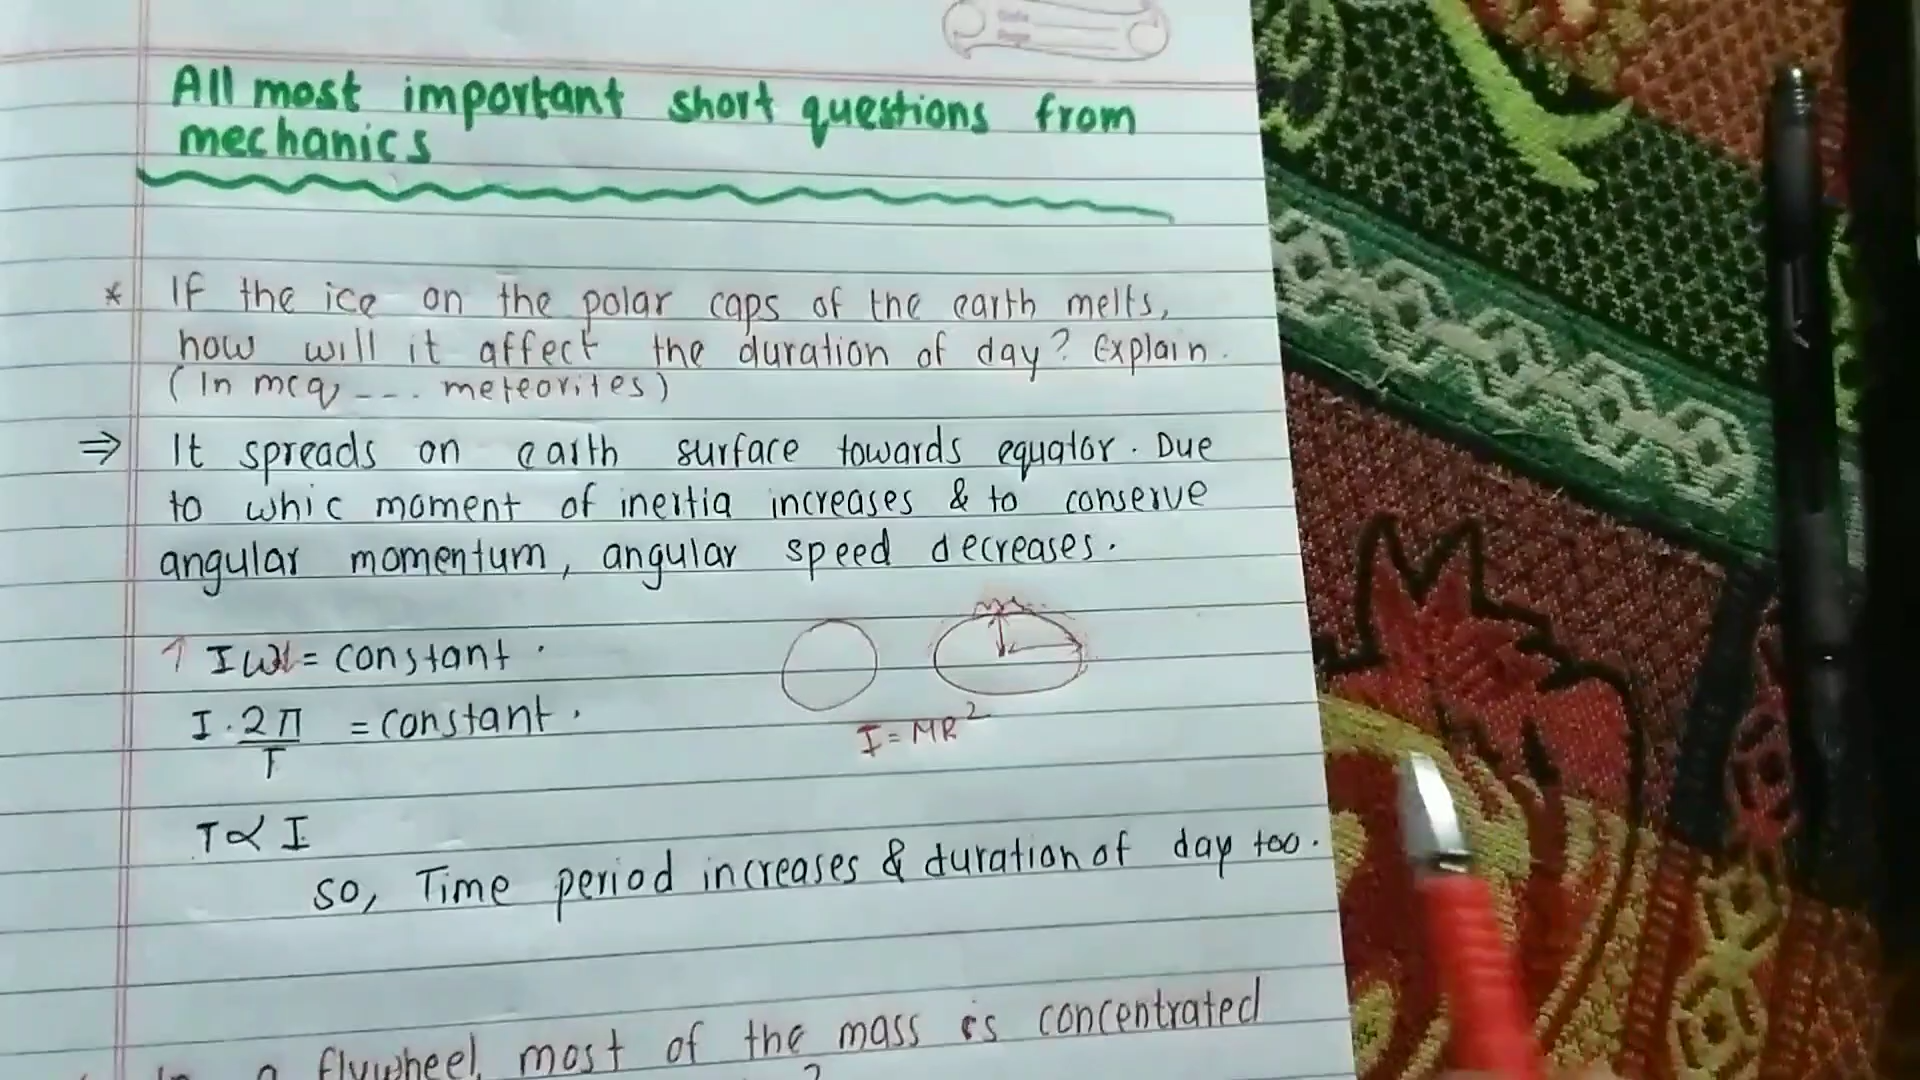 All most important short questions from
mechanics
* If the ice on the polar caps of the earth melts,
how will it affect the duration of day? Explain.
(In mcq --- meteorites)
⇒ It spreads on earth surface towards equator. Due
to whic moment of inertia increases & to conserve
angular momentum, angular speed decreases.
↑ Iω↓ = constant.
I · 2π/T = constant.
I = MR²
T ∝ I
so, Time period increases & duration of day too.
a flywheel, most of the mass is concentrated